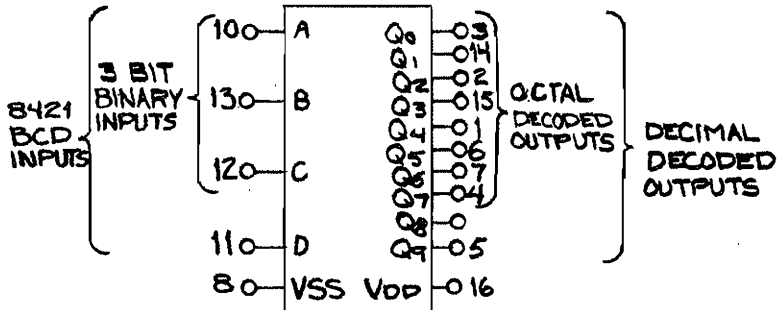 8421
BCD
INPUTS
3 BIT
BINARY
INPUTS
10 A Q0 3
Q1 14
Q2 2
13 B Q3 15
Q4 1
Q5 6
12 C Q6 7
Q7 4
Q8
11 D Q9 5
8 VSS VDD 16
OCTAL
DECODED
OUTPUTS
DECIMAL
DECODED
OUTPUTS